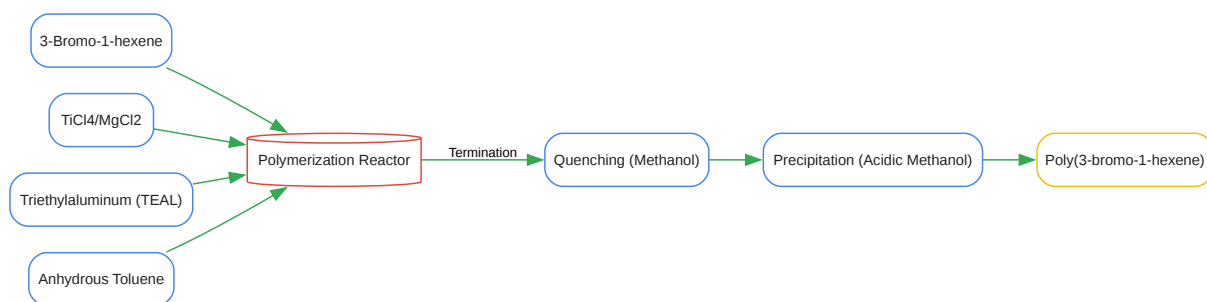 3-Bromo-1-hexene
TiCl4/MgCl2
Triethylaluminum (TEAL)
Anhydrous Toluene
Polymerization Reactor
Termination
Quenching (Methanol)
Precipitation (Acidic Methanol)
Poly(3-bromo-1-hexene)